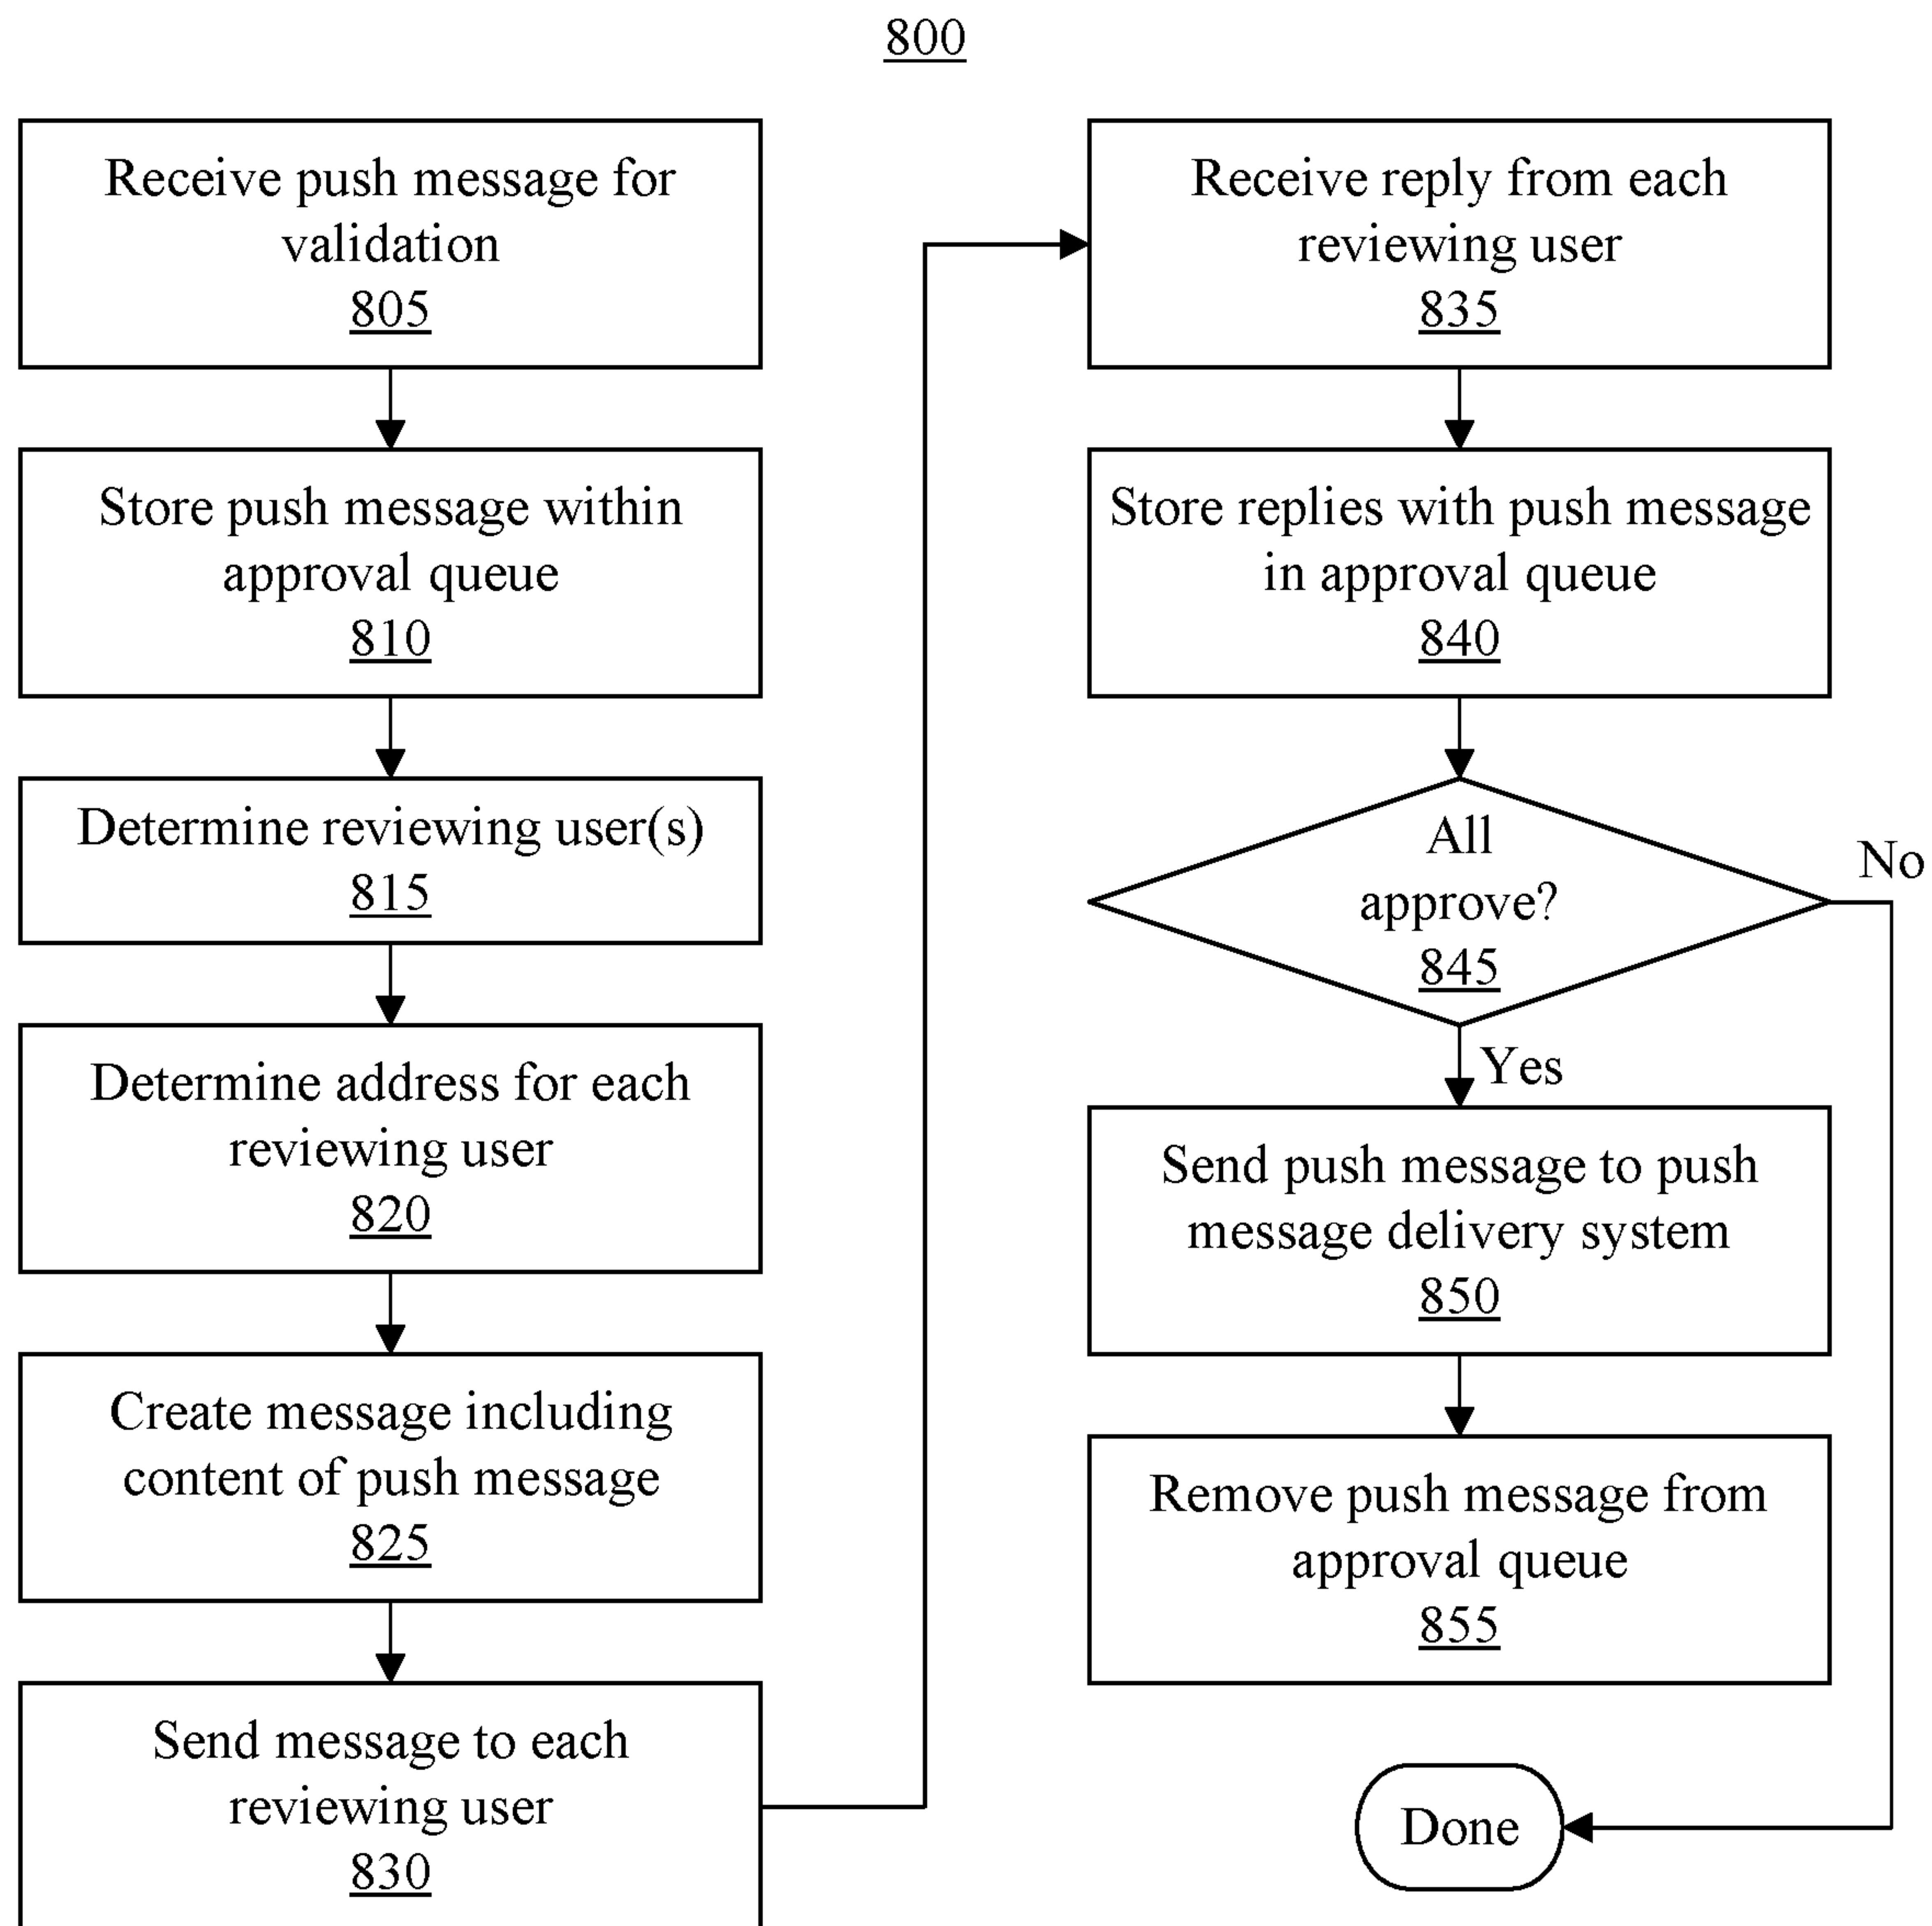 800
Receive push message for
validation
805
Store push message within
approval queue
810
Determine reviewing user(s)
815
Determine address for each
reviewing user
820
Create message including
content of push message
825
Send message to each
reviewing user
830
Receive reply from each
reviewing user
835
Store replies with push message
in approval queue
840
All
approve?
845
No
Yes
Send push message to push
message delivery system
850
Remove push message from
approval queue
855
Done